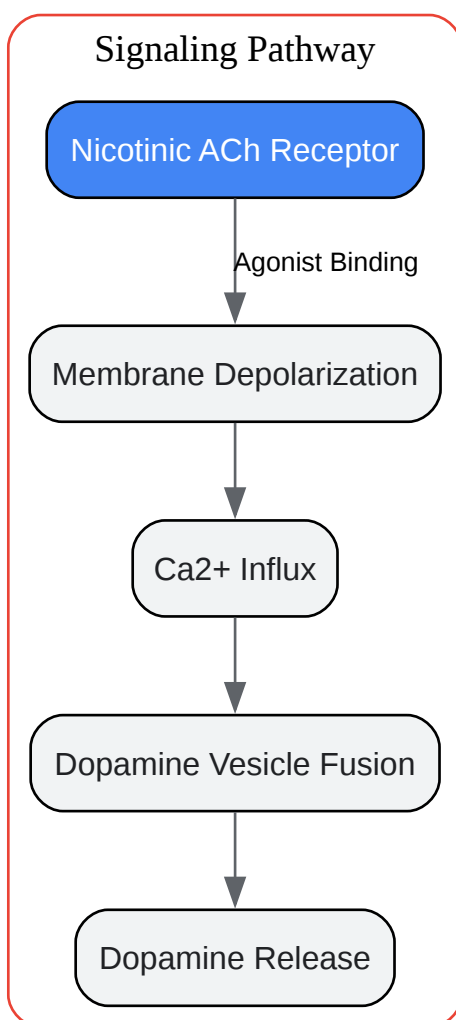 Signaling Pathway
Nicotinic ACh Receptor
Agonist Binding
Membrane Depolarization
Ca2+ Influx
Dopamine Vesicle Fusion
Dopamine Release